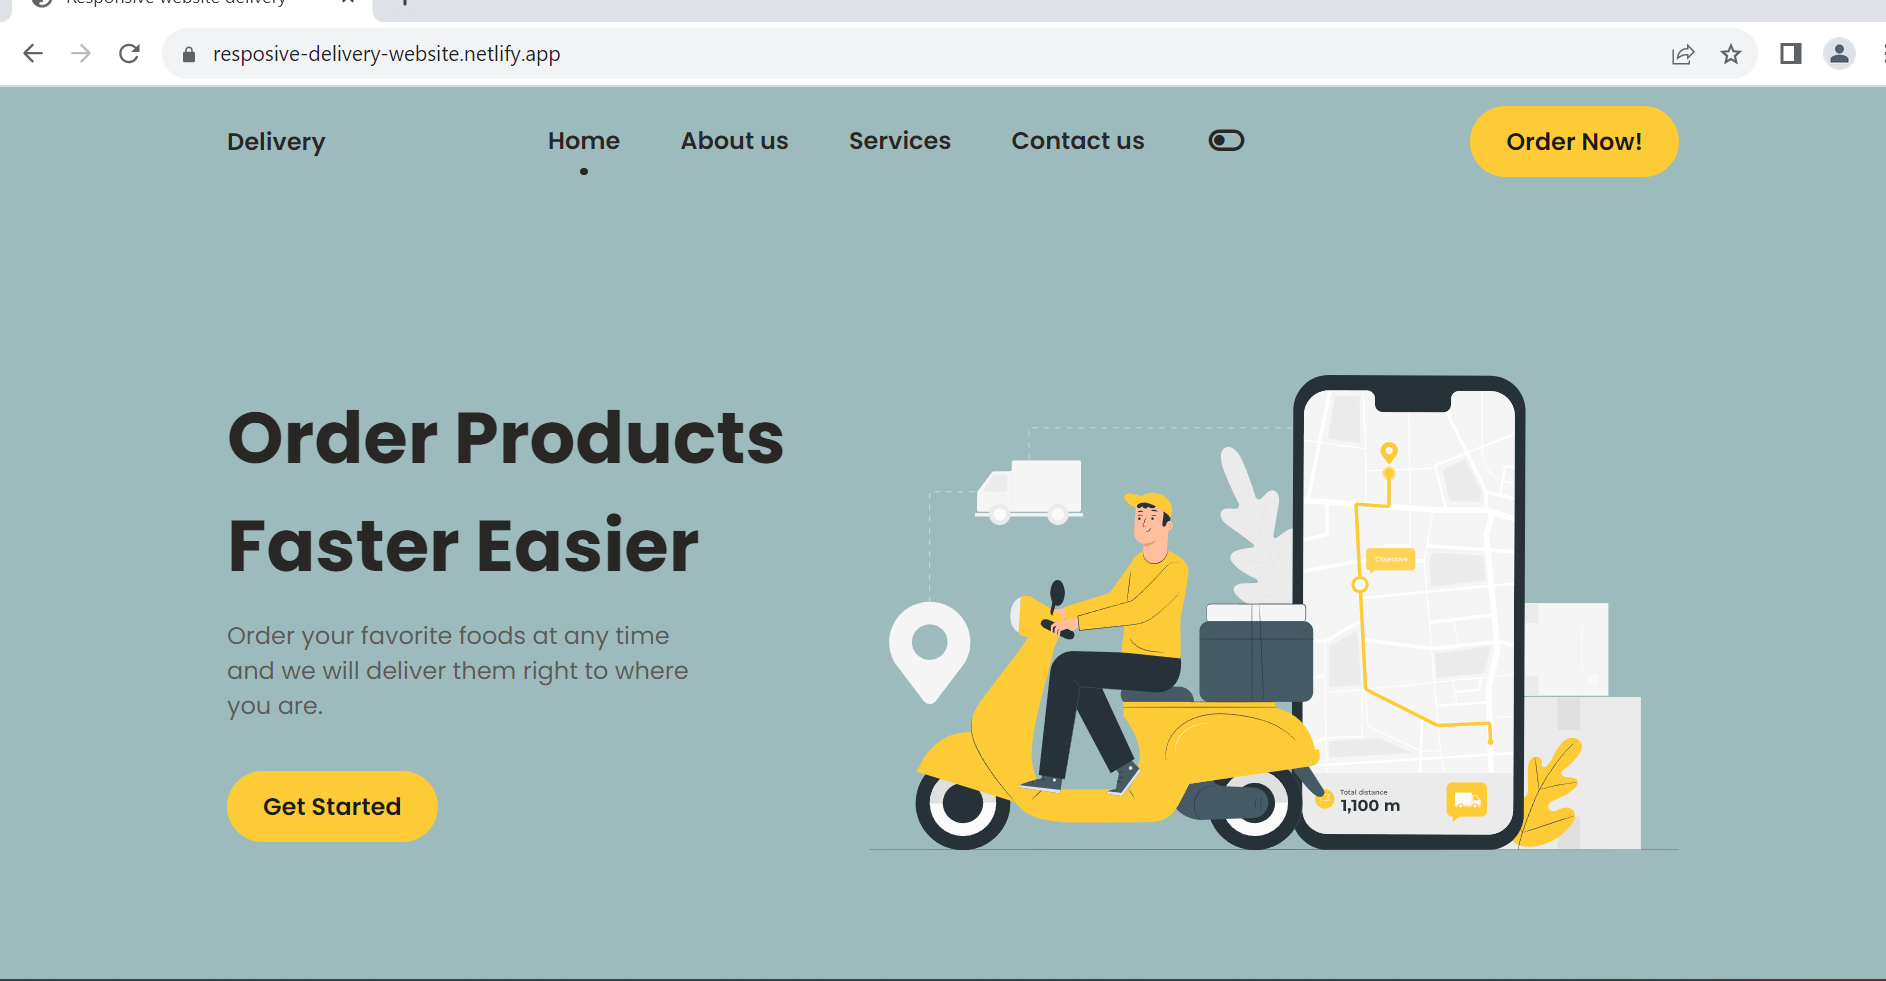 Responsive website delivery
resposive-delivery-website.netlify.app
Delivery
Home
About us
Services
Contact us
Order Now!
Order Products
Faster Easier
Order your favorite foods at any time
and we will deliver them right to where
you are.
Get Started
Objective
Total distance
1,100 m